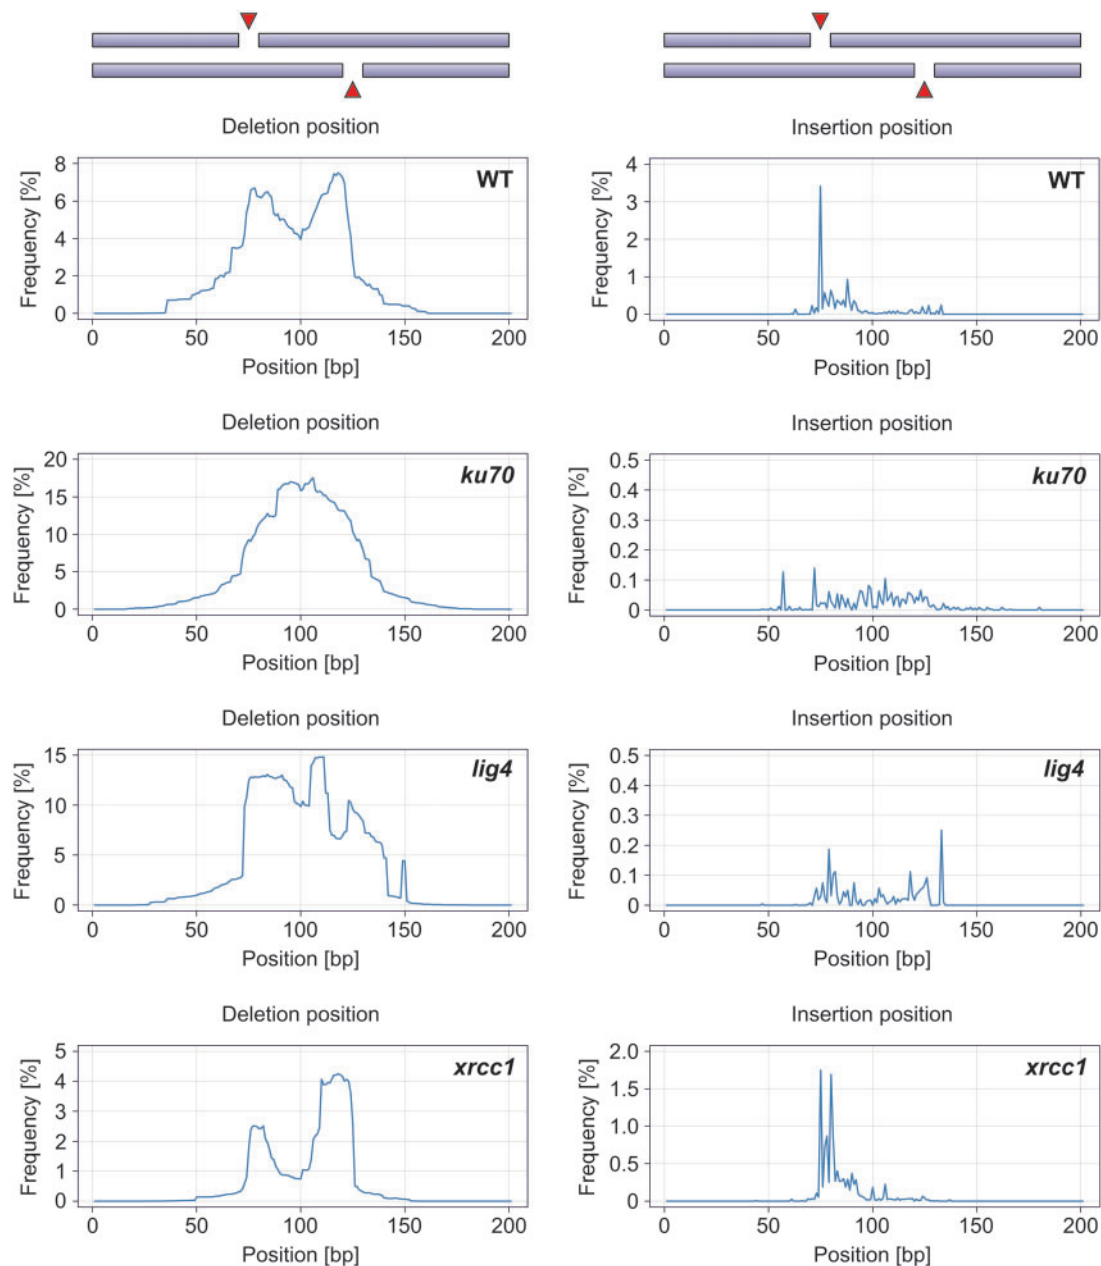 Deletion position
8
6
4
2
0
Frequency [%]
WT
0 50 100 150 200
Position [bp]
Insertion position
4
3
2
1
0
Frequency [%]
WT
0 50 100 150 200
Position [bp]
Deletion position
20
15
10
5
0
Frequency [%]
ku70
0 50 100 150 200
Position [bp]
Insertion position
0.5
0.4
0.3
0.2
0.1
0
Frequency [%]
ku70
0 50 100 150 200
Position [bp]
Deletion position
15
10
5
0
Frequency [%]
lig4
0 50 100 150 200
Position [bp]
Insertion position
0.5
0.4
0.3
0.2
0.1
0
Frequency [%]
lig4
0 50 100 150 200
Position [bp]
Deletion position
5
4
3
2
1
0
Frequency [%]
xrcc1
0 50 100 150 200
Position [bp]
Insertion position
2.0
1.5
1.0
0.5
0
Frequency [%]
xrcc1
0 50 100 150 200
Position [bp]